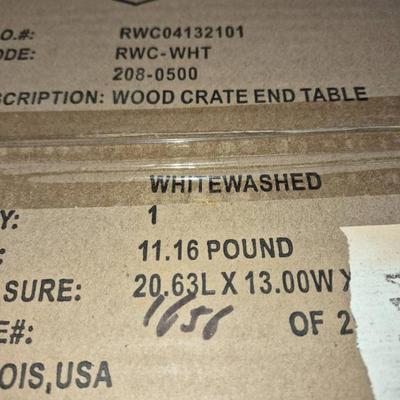 O.#: RWC04132101
ODE: RWC-WHT
208-0500
SCRIPTION: WOOD CRATE END TABLE
WHITEWASHED
Y: 1
: 11.16 POUND
SURE: 20.63L X 13.00W X
1656
E#: OF 2
OIS, USA